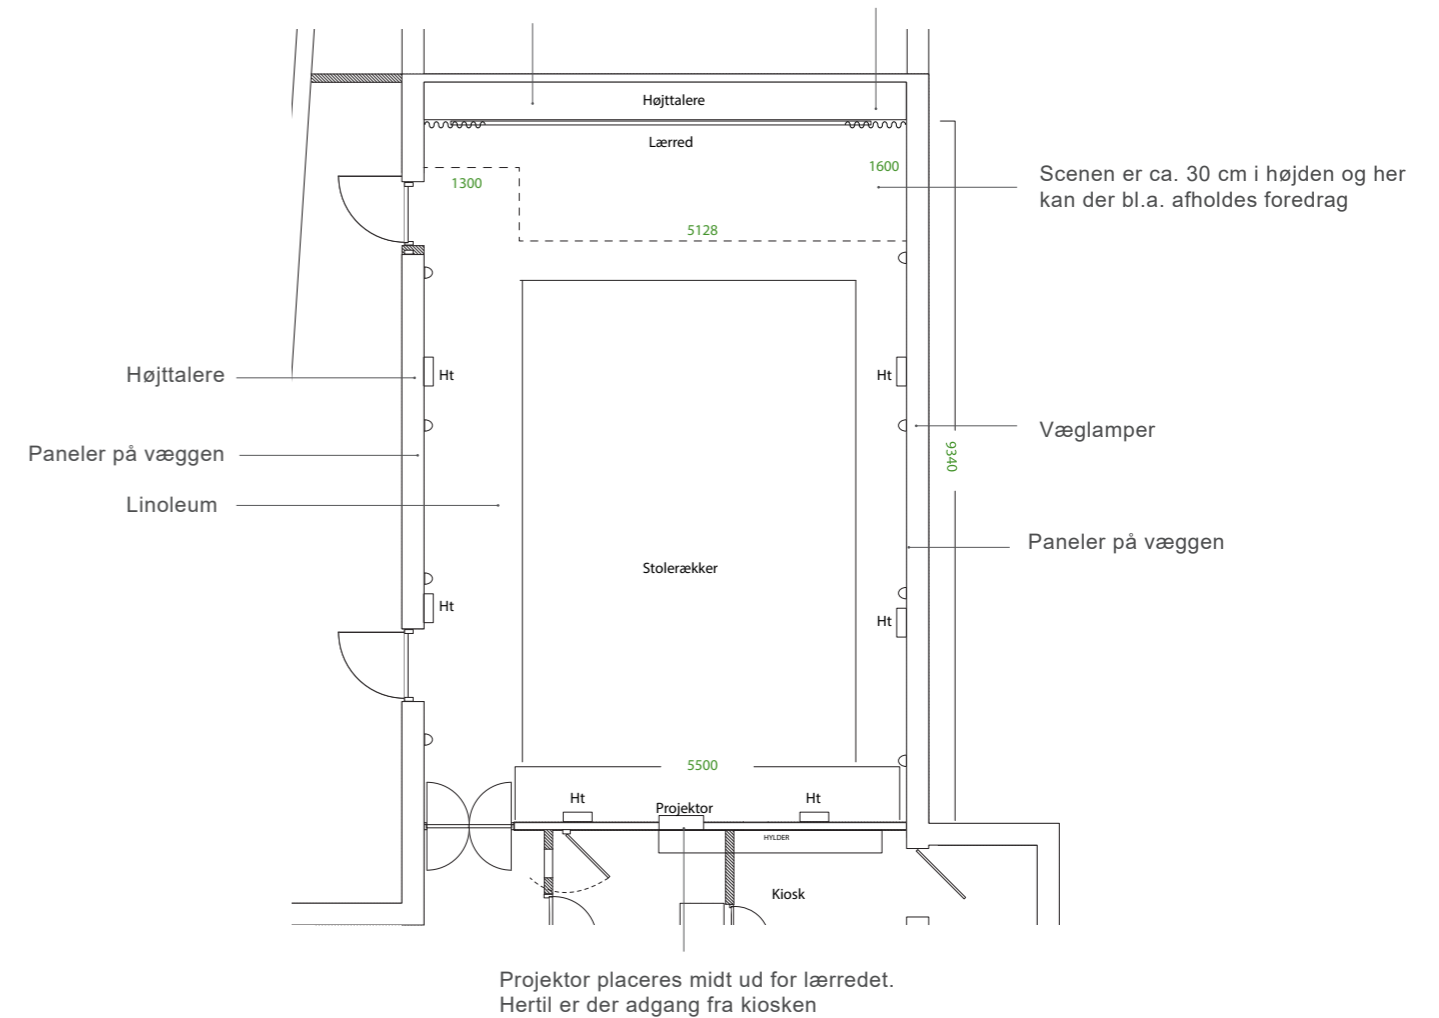 Højttalere
Lærred
1600
1300
Scenen er ca. 30 cm i højden og her
kan der bl.a. afholdes foredrag
5128
Højttalere
Ht
Ht
Væglamper
9340
Paneler på væggen
Linoleum
Paneler på væggen
Stolerækker
Ht
Ht
5500
Ht
Ht
Projektor
HYLDER
Kiosk
Projektor placeres midt ud for lærredet.
Hertil er der adgang fra kiosken